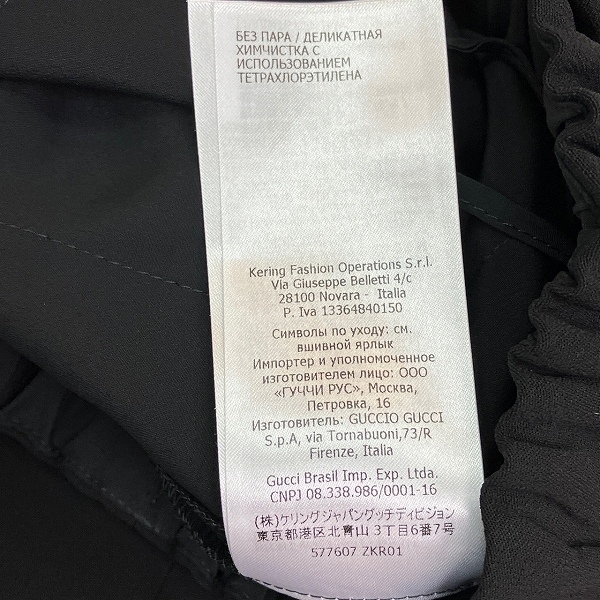 БЕЗ ПАРА / ДЕЛИКАТНАЯ
ХИМЧИСТКА С
ИСПОЛЬЗОВАНИЕМ
ТЕТРАХЛОРЭТИЛЕНА
Kering Fashion Operations S.r.l.
Via Giuseppe Belletti 4/c
28100 Novara - Italia
P. Iva 13364840150
Символы по уходу: см.
вшивной ярлык
Импортер и уполномоченное
изготовителем лицо: ООО
«ГУЧЧИ РУС», Москва,
Петровка, 16
Изготовитель: GUCCIO GUCCI
S.p.A, via Tornabuoni,73/R
Firenze, Italia
Gucci Brasil Imp. Exp. Ltda.
CNPJ 08.338.986/0001-16
(株)ケリングジャパングッチディビジョン
東京都港区北青山3丁目6番7号
577607 ZKR01